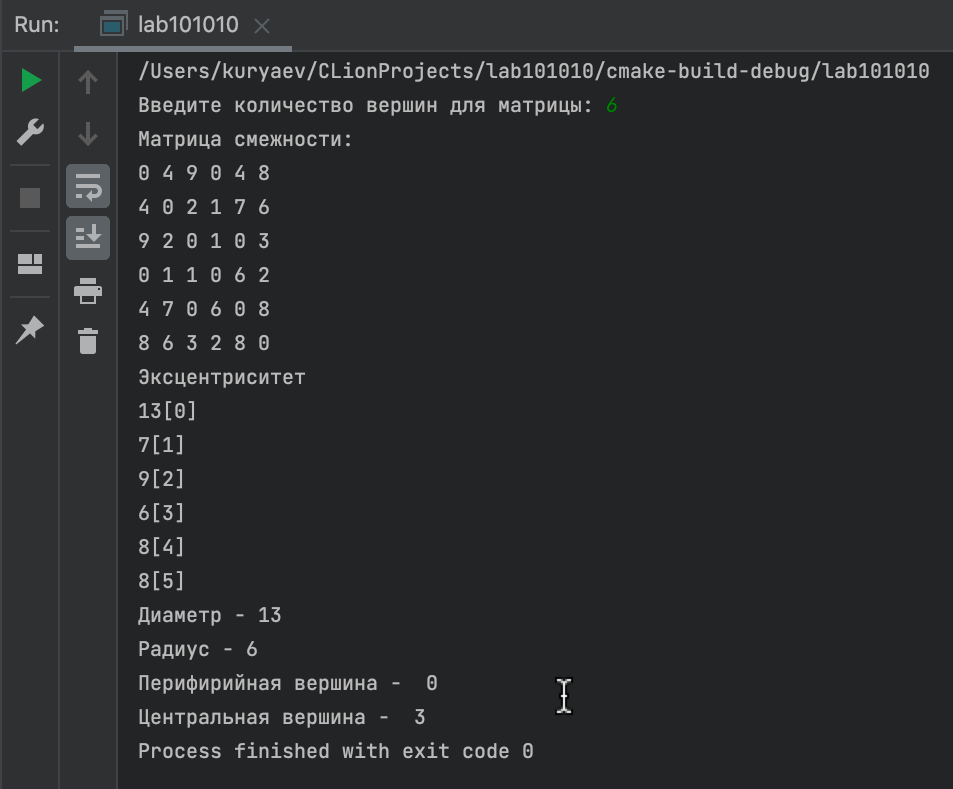 Run: lab101010
/Users/kuryaev/CLionProjects/lab101010/cmake-build-debug/lab101010
Введите количество вершин для матрицы: 6
Матрица смежности:
0 4 9 0 4 8
4 0 2 1 7 6
9 2 0 1 0 3
0 1 1 0 6 2
4 7 0 6 0 8
8 6 3 2 8 0
Эксцентриситет
13[0]
7[1]
9[2]
6[3]
8[4]
8[5]
Диаметр - 13
Радиус - 6
Перифирийная вершина -  0
Центральная вершина -  3
Process finished with exit code 0